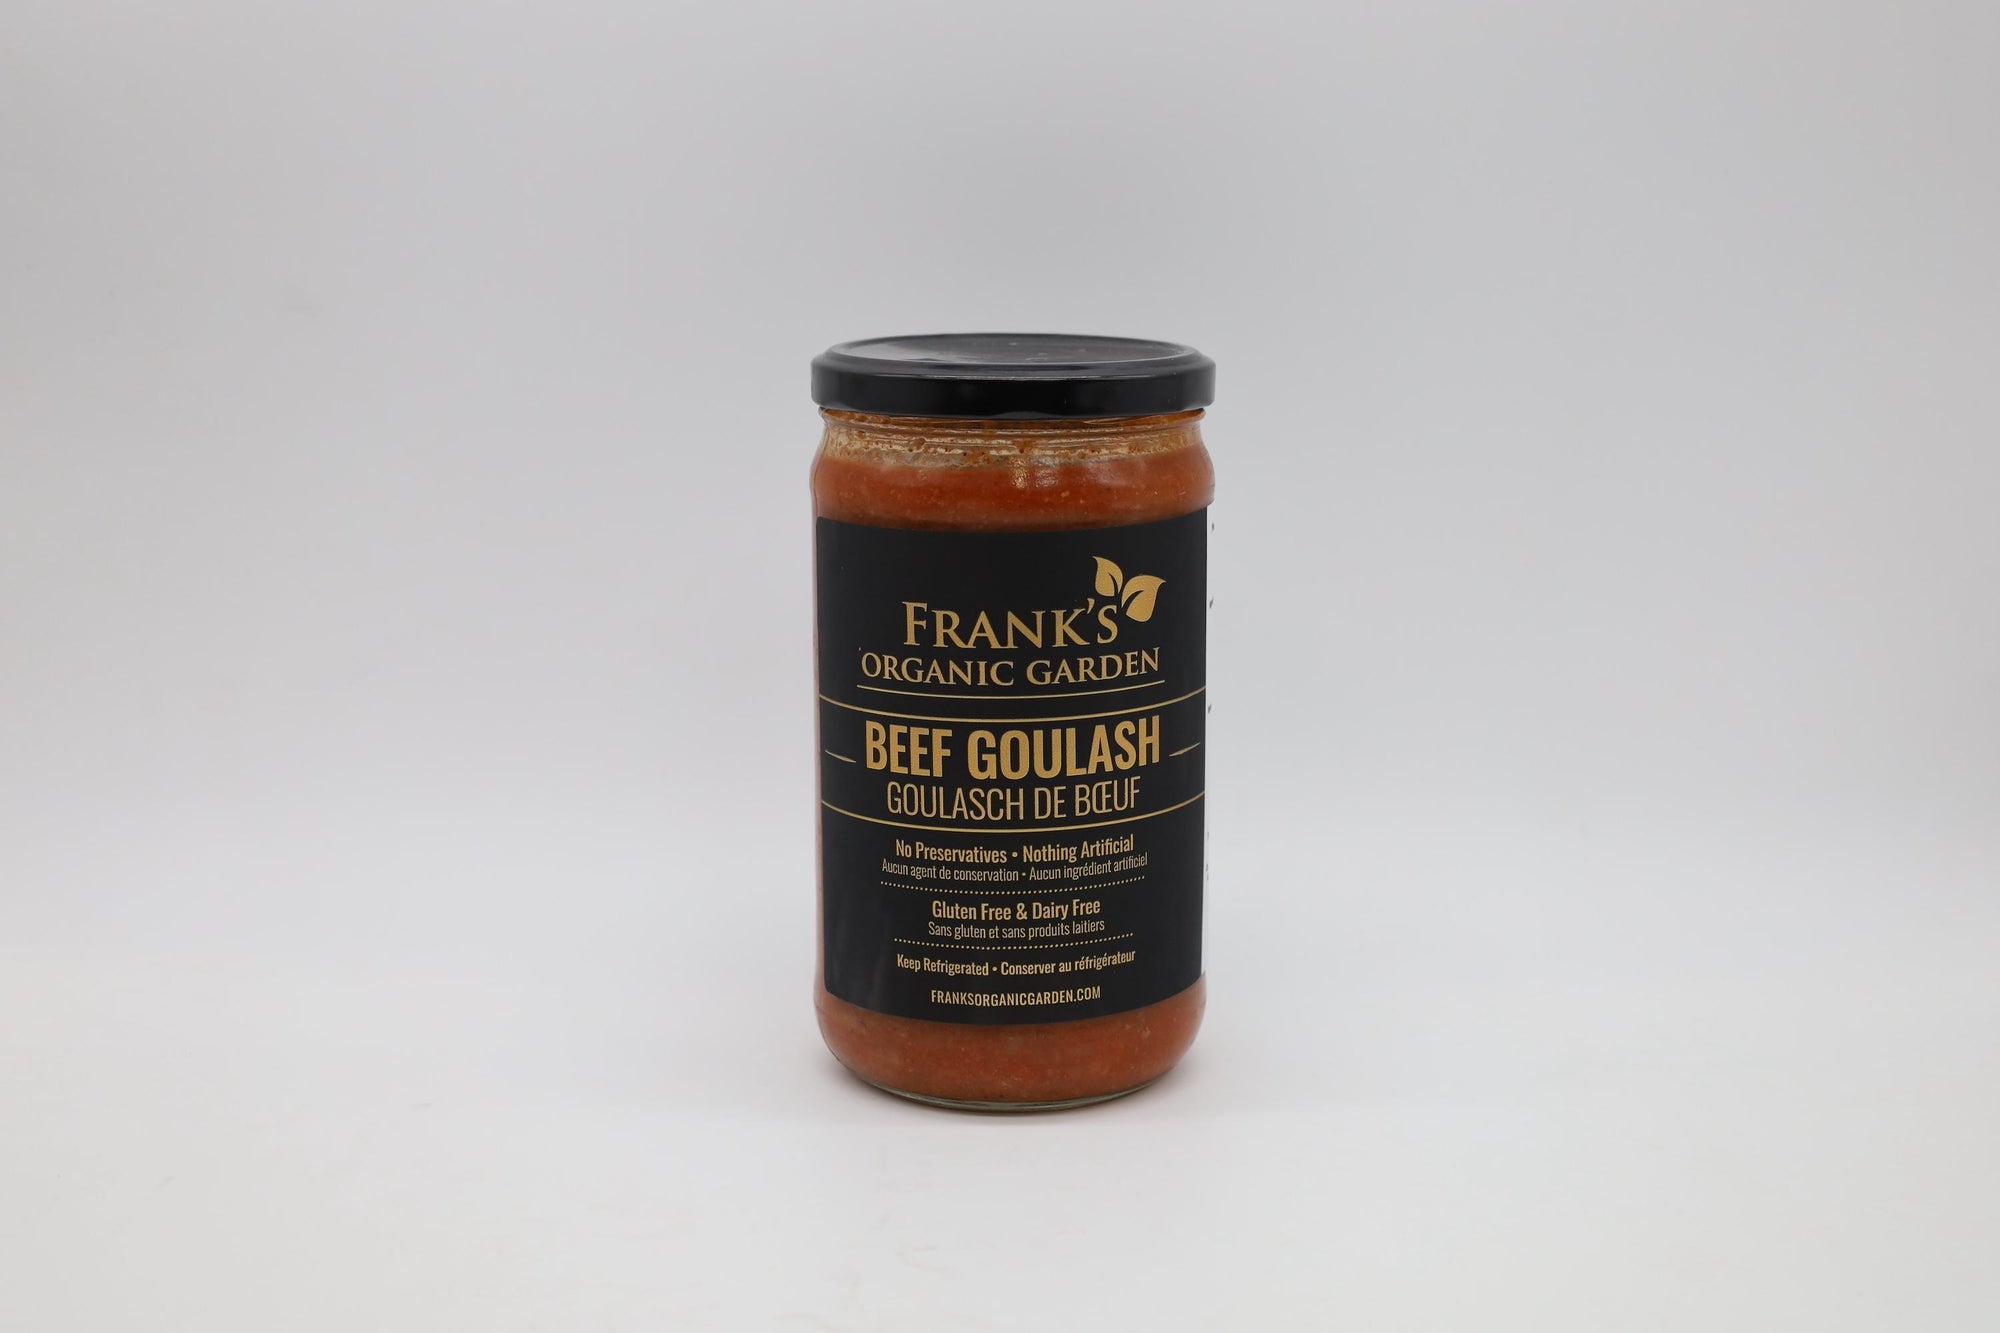 FRANK'S
ORGANIC GARDEN
BEEF GOULASH
GOULASCH DE BŒUF
No Preservatives • Nothing Artificial
Aucun agent de conservation • Aucun ingrédient artificiel
Gluten Free & Dairy Free
Sans gluten et sans produits laitiers
Keep Refrigerated • Conserver au réfrigérateur
FRANKSORGANICGARDEN.COM